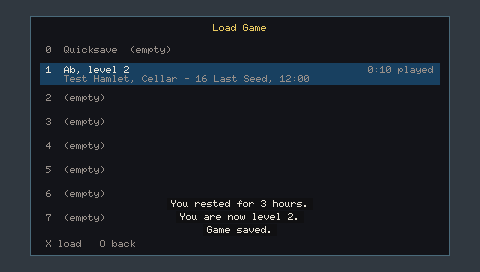 Load Game
0 Quicksave (empty)
1 Ab, level 2 0:10 played
Test Hamlet, Cellar - 16 Last Seed, 12:00
2 (empty)
3 (empty)
4 (empty)
5 (empty)
6 (empty)
You rested for 3 hours.
7 (empty)
You are now level 2.
Game saved.
X load O back